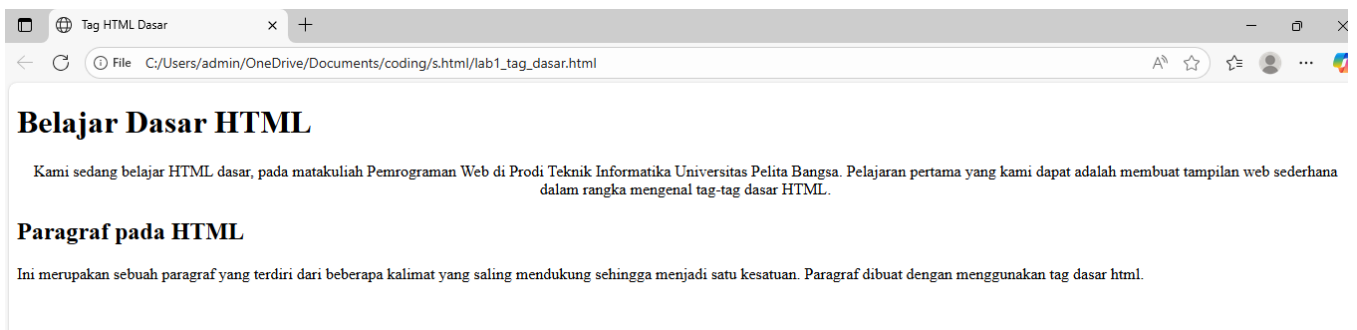 Tag HTML Dasar
File C:/Users/admin/OneDrive/Documents/coding/s.html/lab1_tag_dasar.html
Belajar Dasar HTML
Kami sedang belajar HTML dasar, pada matakuliah Pemrograman Web di Prodi Teknik Informatika Universitas Pelita Bangsa. Pelajaran pertama yang kami dapat adalah membuat tampilan web sederhana
dalam rangka mengenal tag-tag dasar HTML.
Paragraf pada HTML
Ini merupakan sebuah paragraf yang terdiri dari beberapa kalimat yang saling mendukung sehingga menjadi satu kesatuan. Paragraf dibuat dengan menggunakan tag dasar html.